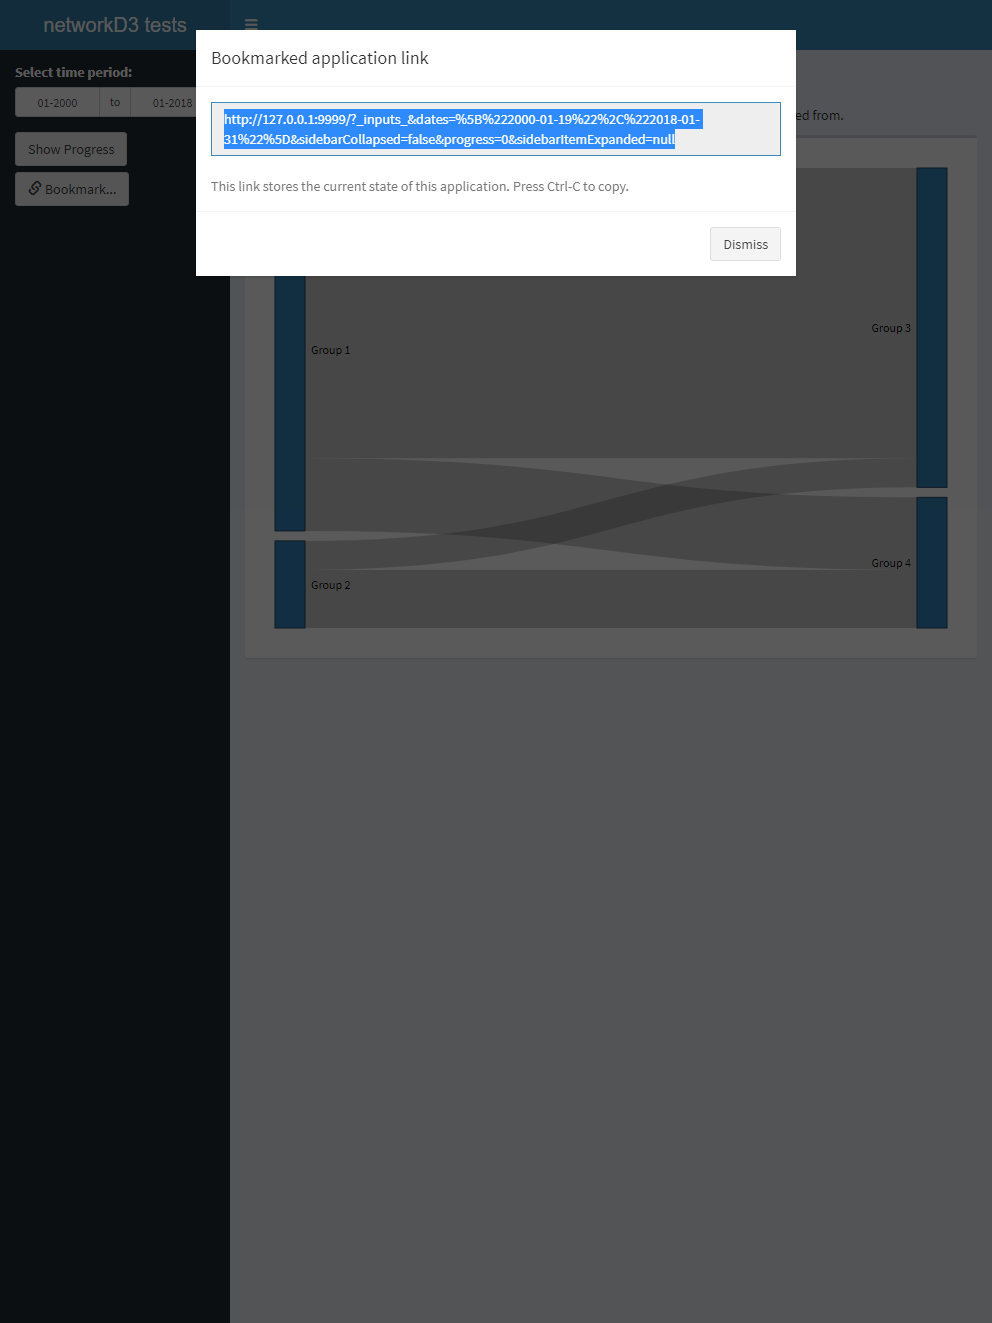 networkD3 tests
Bookmarked application link
Select time period:
01-2000 to 01-2018
http://127.0.0.1:9999/?_inputs_&dates=%5B%222000-01-19%22%2C%222018-01-
31%22%5D&sidebarCollapsed=false&progress=0&sidebarItemExpanded=null
ed from.
Show Progress
Bookmark...
This link stores the current state of this application. Press Ctrl-C to copy.
Dismiss
Group 3
Group 1
Group 4
Group 2